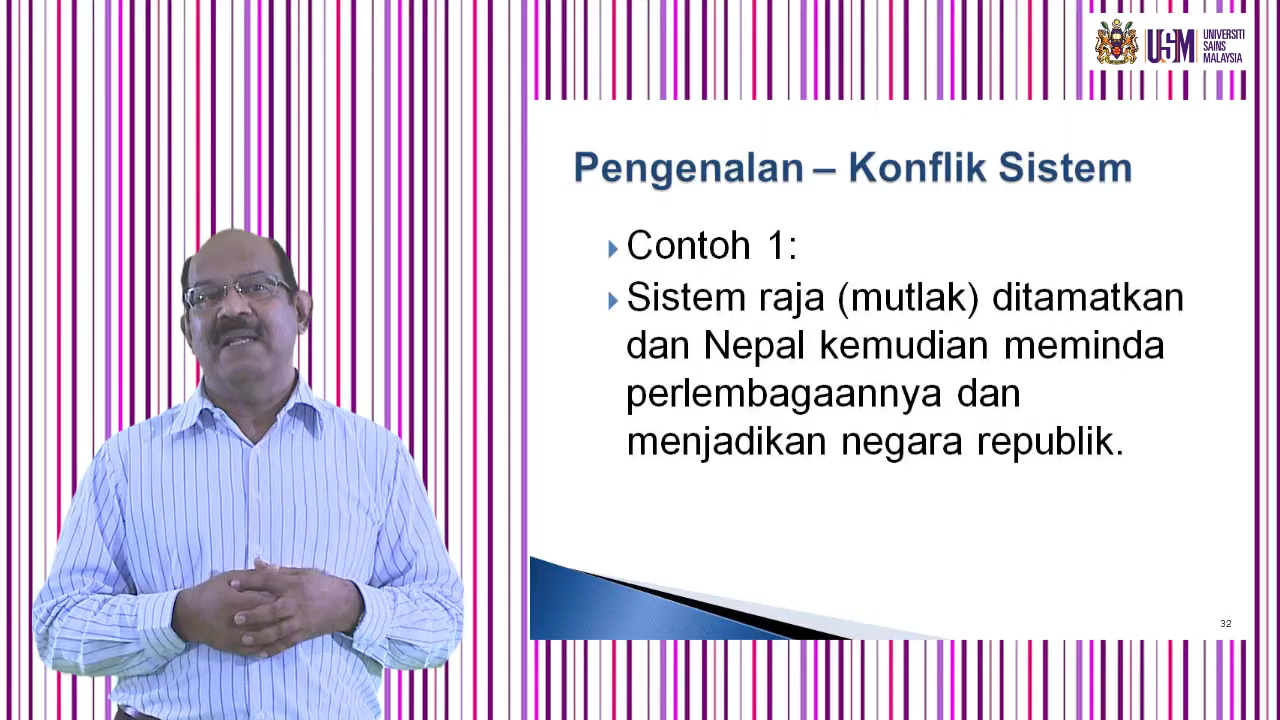 USM
UNIVERSITI
SAINS
MALAYSIA
Pengenalan – Konflik Sistem
Contoh 1:
Sistem raja (mutlak) ditamatkan
dan Nepal kemudian meminda
perlembagaannya dan
menjadikan negara republik.
32